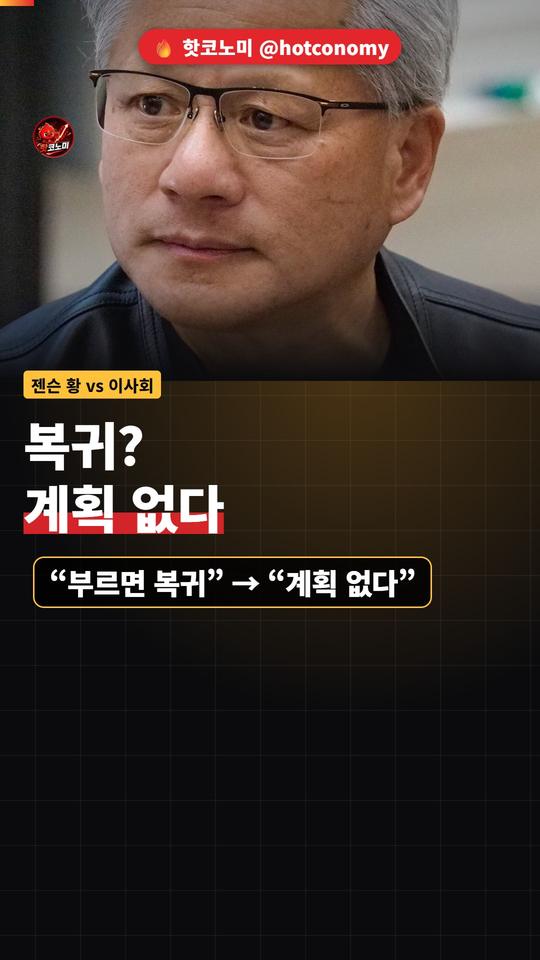 🔥 핫코노미 @hotconomy
핫코노미
젠슨 황 vs 이사회
복귀?
계획 없다
“부르면 복귀” → “계획 없다”